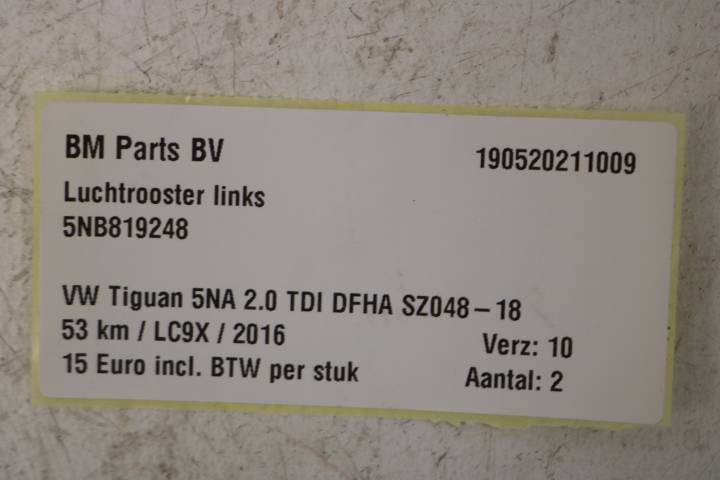 BM Parts BV 190520211009
Luchtrooster links
5NB819248
VW Tiguan 5NA 2.0 TDI DFHA SZ048 – 18
53 km / LC9X / 2016 Verz: 10
15 Euro incl. BTW per stuk Aantal: 2